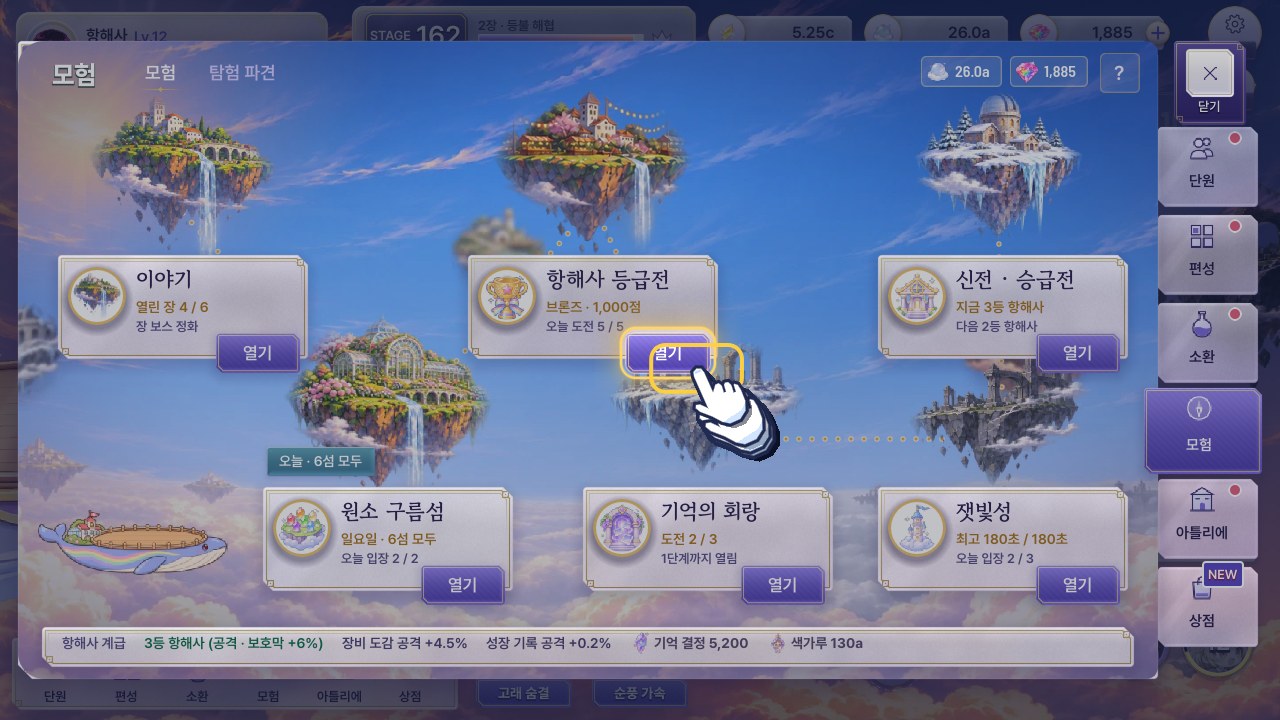 항해사 Lv.12
STAGE 162
2장 · 등불 해협
5.25c
26.0a
1,885
모험
모험
탐험 파견
26.0a
1,885
?
닫기
단원
편성
소환
모험
아틀리에
NEW
상점
이야기
열린 장 4 / 6
장 보스 정화
열기
항해사 등급전
브론즈 · 1,000점
오늘 도전 5 / 5
열기
신전 · 승급전
지금 3등 항해사
다음 2등 항해사
열기
오늘 · 6섬 모두
원소 구름섬
일요일 · 6섬 모두
오늘 입장 2 / 2
열기
기억의 회랑
도전 2 / 3
1단계까지 열림
열기
잿빛성
최고 180초 / 180초
오늘 입장 2 / 3
열기
항해사 계급
3등 항해사 (공격 · 보호막 +6%)
장비 도감 공격 +4.5%
성장 기록 공격 +0.2%
기억 결정 5,200
색가루 130a
단원
편성
소환
모험
아틀리에
상점
고래 숨결
순풍 가속